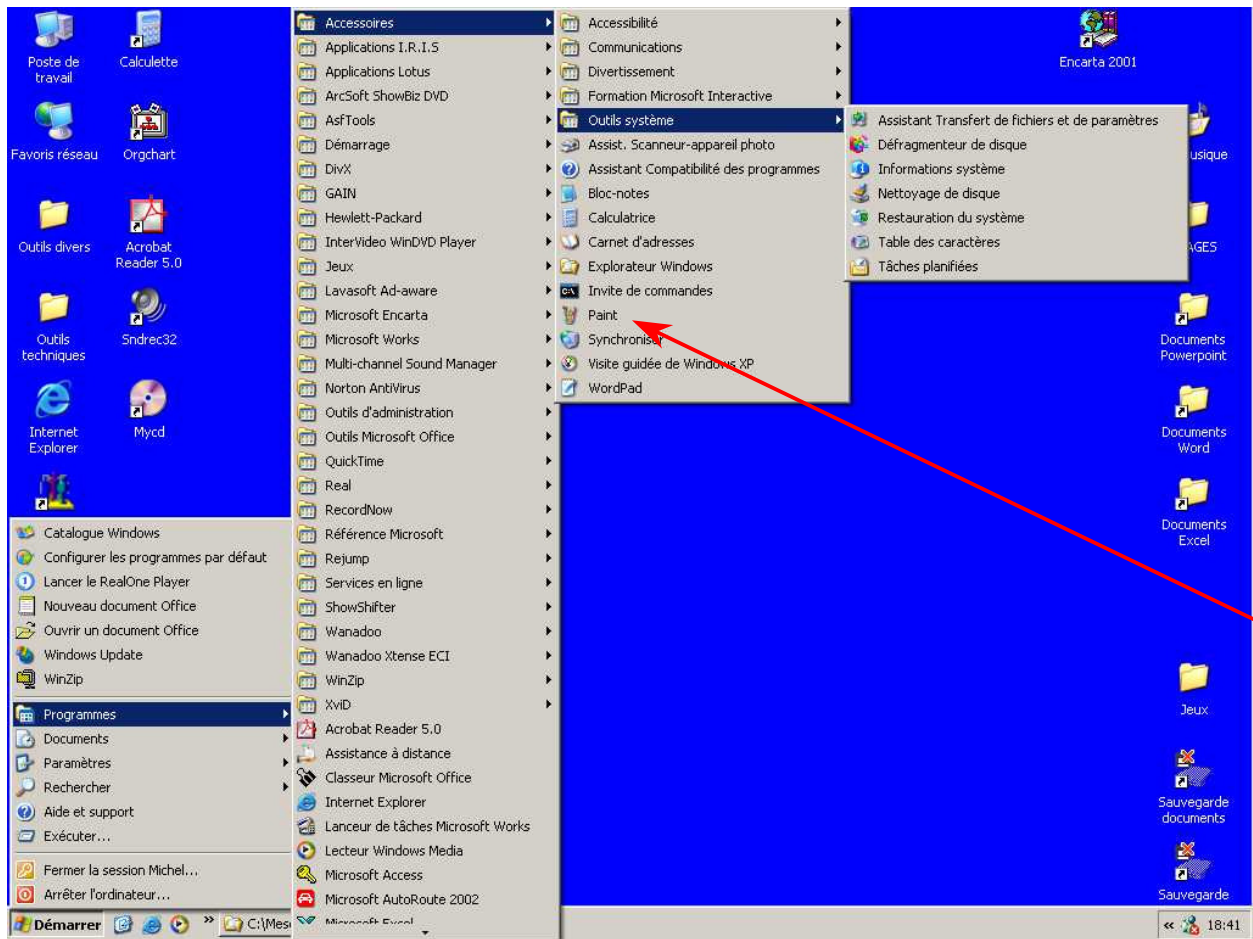 Poste de
travail
Calculette
Favoris réseau
Orgchart
Outils divers
Acrobat
Reader 5.0
Outils
techniques
Sndrec32
Internet
Explorer
Mycd
Catalogue Windows
Configurer les programmes par défaut
Lancer le RealOne Player
Nouveau document Office
Ouvrir un document Office
Windows Update
WinZip
Programmes
Documents
Paramètres
Rechercher
Aide et support
Exécuter...
Fermer la session Michel...
Arrêter l'ordinateur...
Accessoires
Applications I.R.I.S
Applications Lotus
ArcSoft ShowBiz DVD
AsfTools
Démarrage
DivX
GAIN
Hewlett-Packard
InterVideo WinDVD Player
Jeux
Lavasoft Ad-aware
Microsoft Encarta
Microsoft Works
Multi-channel Sound Manager
Norton AntiVirus
Outils d'administration
Outils Microsoft Office
QuickTime
Real
RecordNow
Référence Microsoft
Rejump
Services en ligne
ShowShifter
Wanadoo
Wanadoo Xtense ECI
WinZip
XviD
Acrobat Reader 5.0
Assistance à distance
Classeur Microsoft Office
Internet Explorer
Lanceur de tâches Microsoft Works
Lecteur Windows Media
Microsoft Access
Microsoft AutoRoute 2002
Microsoft Excel
Accessibilité
Communications
Divertissement
Formation Microsoft Interactive
Outils système
Assist. Scanneur-appareil photo
Assistant Compatibilité des programmes
Bloc-notes
Calculatrice
Carnet d'adresses
Explorateur Windows
Invite de commandes
Paint
Synchroniser
Visite guidée de Windows XP
WordPad
Assistant Transfert de fichiers et de paramètres
Défragmenteur de disque
Informations système
Nettoyage de disque
Restauration du système
Table des caractères
Tâches planifiées
Encarta 2001
usique
AGES
Documents
Powerpoint
Documents
Word
Documents
Excel
Jeux
Sauvegarde
documents
Sauvegarde
Démarrer » C:\Mes
« 18:41